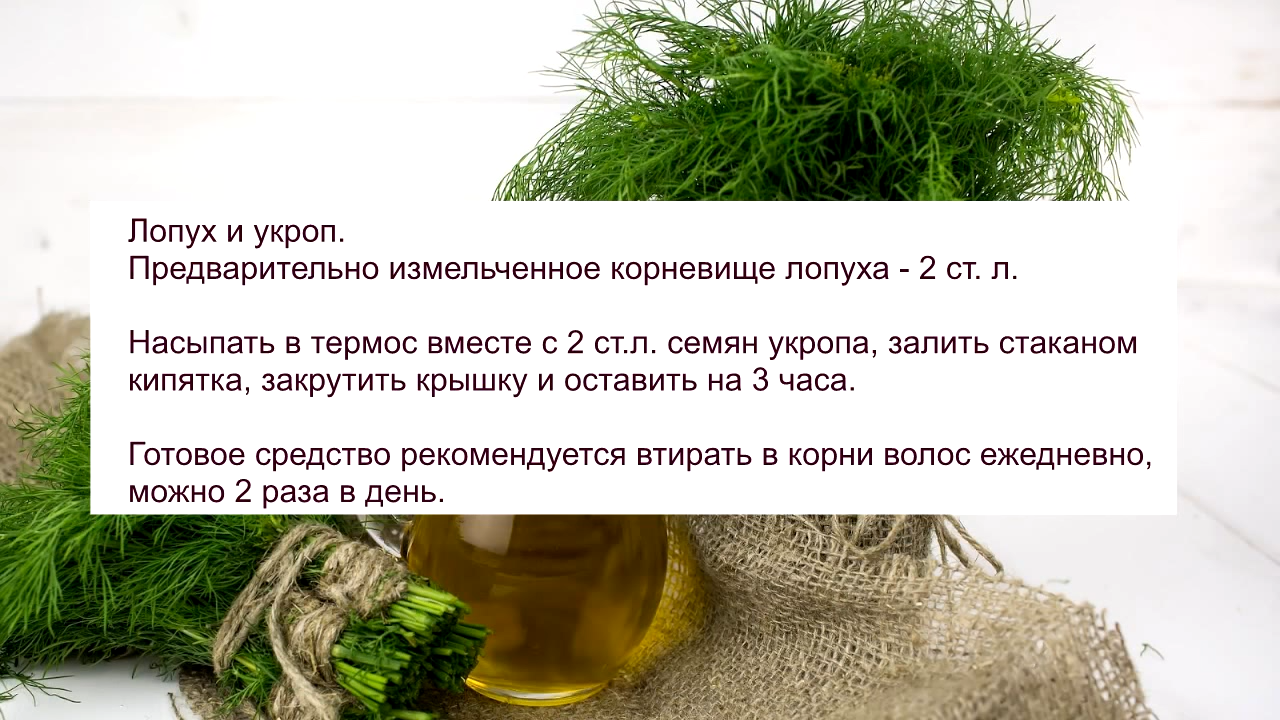 Лопух и укроп.
Предварительно измельченное корневище лопуха - 2 ст. л.
Насыпать в термос вместе с 2 ст.л. семян укропа, залить стаканом
кипятка, закрутить крышку и оставить на 3 часа.
Готовое средство рекомендуется втирать в корни волос ежедневно,
можно 2 раза в день.